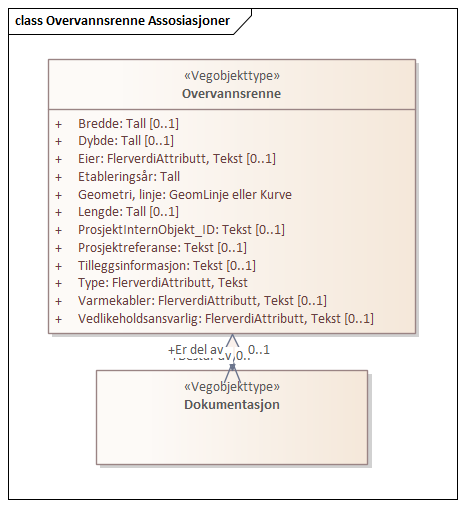 class Overvannsrenne Assosiasjoner
«Vegobjekttype»
Overvannsrenne
+ Bredde: Tall [0..1]
+ Dybde: Tall [0..1]
+ Eier: FlerverdiAttributt, Tekst [0..1]
+ Etableringsår: Tall
+ Geometri, linje: GeomLinje eller Kurve
+ Lengde: Tall [0..1]
+ ProsjektInternObjekt_ID: Tekst [0..1]
+ Prosjektreferanse: Tekst [0..1]
+ Tilleggsinformasjon: Tekst [0..1]
+ Type: FlerverdiAttributt, Tekst
+ Varmekabler: FlerverdiAttributt, Tekst [0..1]
+ Vedlikeholdsansvarlig: FlerverdiAttributt, Tekst [0..1]
+Er del av 0..1
«Vegobjekttype»
Dokumentasjon